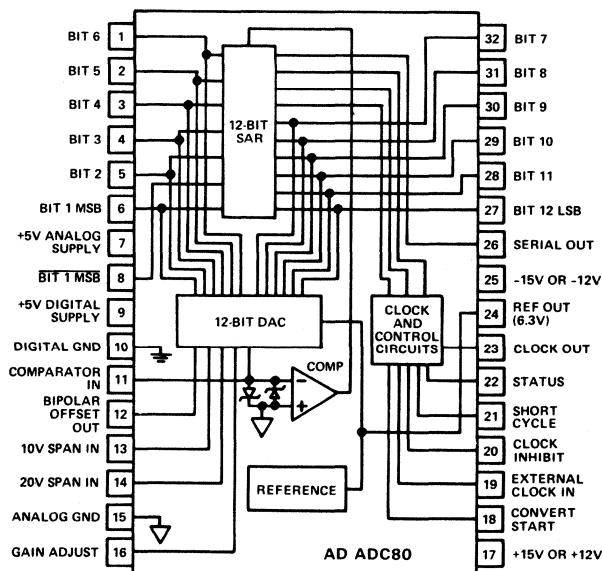 BIT 6 1
BIT 5 2
BIT 4 3
BIT 3 4
BIT 2 5
BIT 1 MSB 6
+5V ANALOG
SUPPLY 7
BIT 1 MSB 8
+5V DIGITAL
SUPPLY 9
DIGITAL GND 10
COMPARATOR
IN 11
BIPOLAR
OFFSET
OUT 12
10V SPAN IN 13
20V SPAN IN 14
ANALOG GND 15
GAIN ADJUST 16
12-BIT
SAR
12-BIT DAC
COMP
−
+
REFERENCE
CLOCK
AND
CONTROL
CIRCUITS
AD ADC80
32 BIT 7
31 BIT 8
30 BIT 9
29 BIT 10
28 BIT 11
27 BIT 12 LSB
26 SERIAL OUT
25 -15V OR -12V
24 REF OUT
(6.3V)
23 CLOCK OUT
22 STATUS
21 SHORT
CYCLE
20 CLOCK
INHIBIT
19 EXTERNAL
CLOCK IN
18 CONVERT
START
17 +15V OR +12V